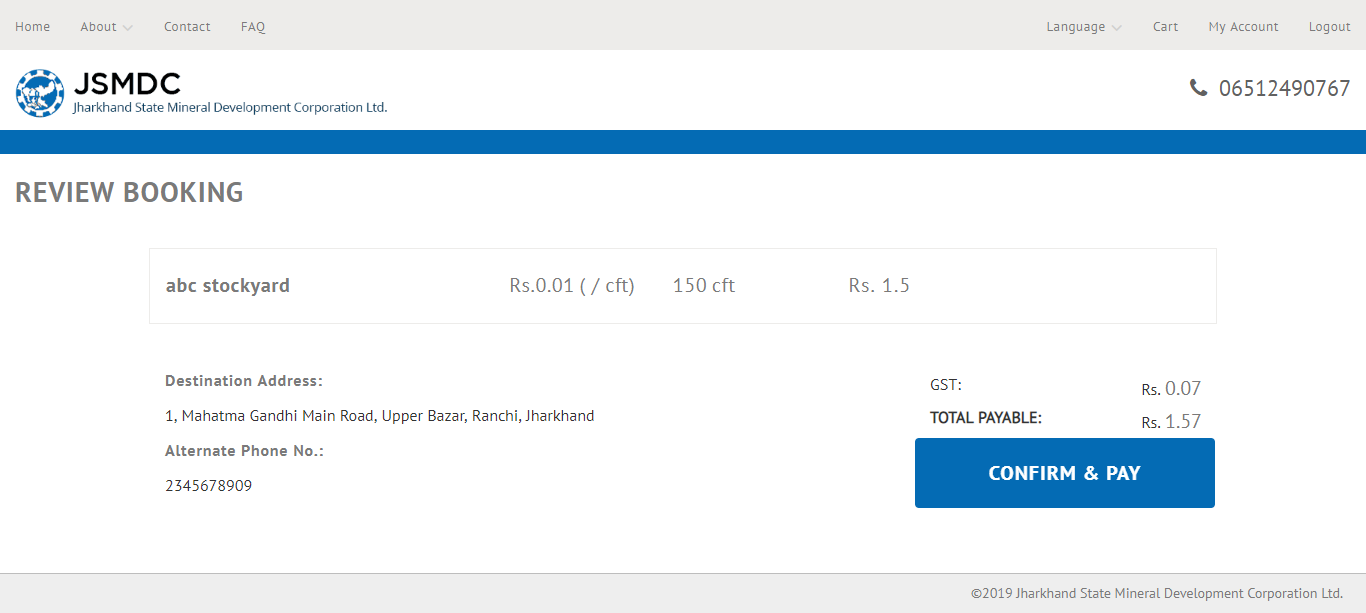 Home About Contact FAQ Language Cart My Account Logout
JSMDC
Jharkhand State Mineral Development Corporation Ltd.
06512490767
REVIEW BOOKING
abc stockyard Rs.0.01 ( / cft) 150 cft Rs. 1.5
Destination Address:
1, Mahatma Gandhi Main Road, Upper Bazar, Ranchi, Jharkhand
Alternate Phone No.:
2345678909
GST: Rs. 0.07
TOTAL PAYABLE: Rs. 1.57
CONFIRM & PAY
©2019 Jharkhand State Mineral Development Corporation Ltd.